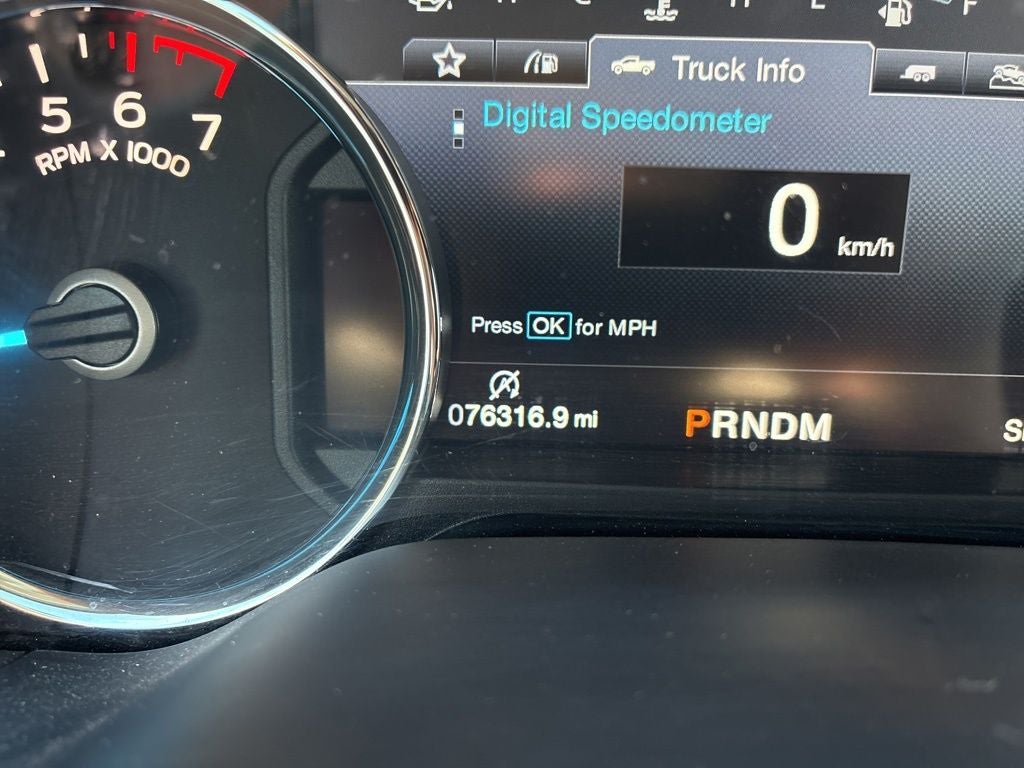 Truck Info
Digital Speedometer
0 km/h
Press OK for MPH
076316.9 mi
PRNDM
5 6 7
RPM X 1000
F